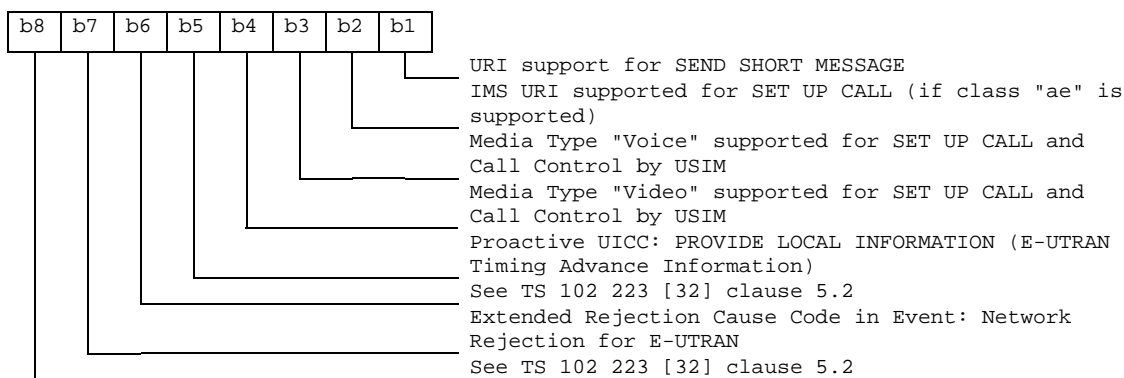 b8 b7 b6 b5 b4 b3 b2 b1
URI support for SEND SHORT MESSAGE
IMS URI supported for SET UP CALL (if class "ae" is
supported)
Media Type "Voice" supported for SET UP CALL and
Call Control by USIM
Media Type "Video" supported for SET UP CALL and
Call Control by USIM
Proactive UICC: PROVIDE LOCAL INFORMATION (E-UTRAN
Timing Advance Information)
See TS 102 223 [32] clause 5.2
Extended Rejection Cause Code in Event: Network
Rejection for E-UTRAN
See TS 102 223 [32] clause 5.2